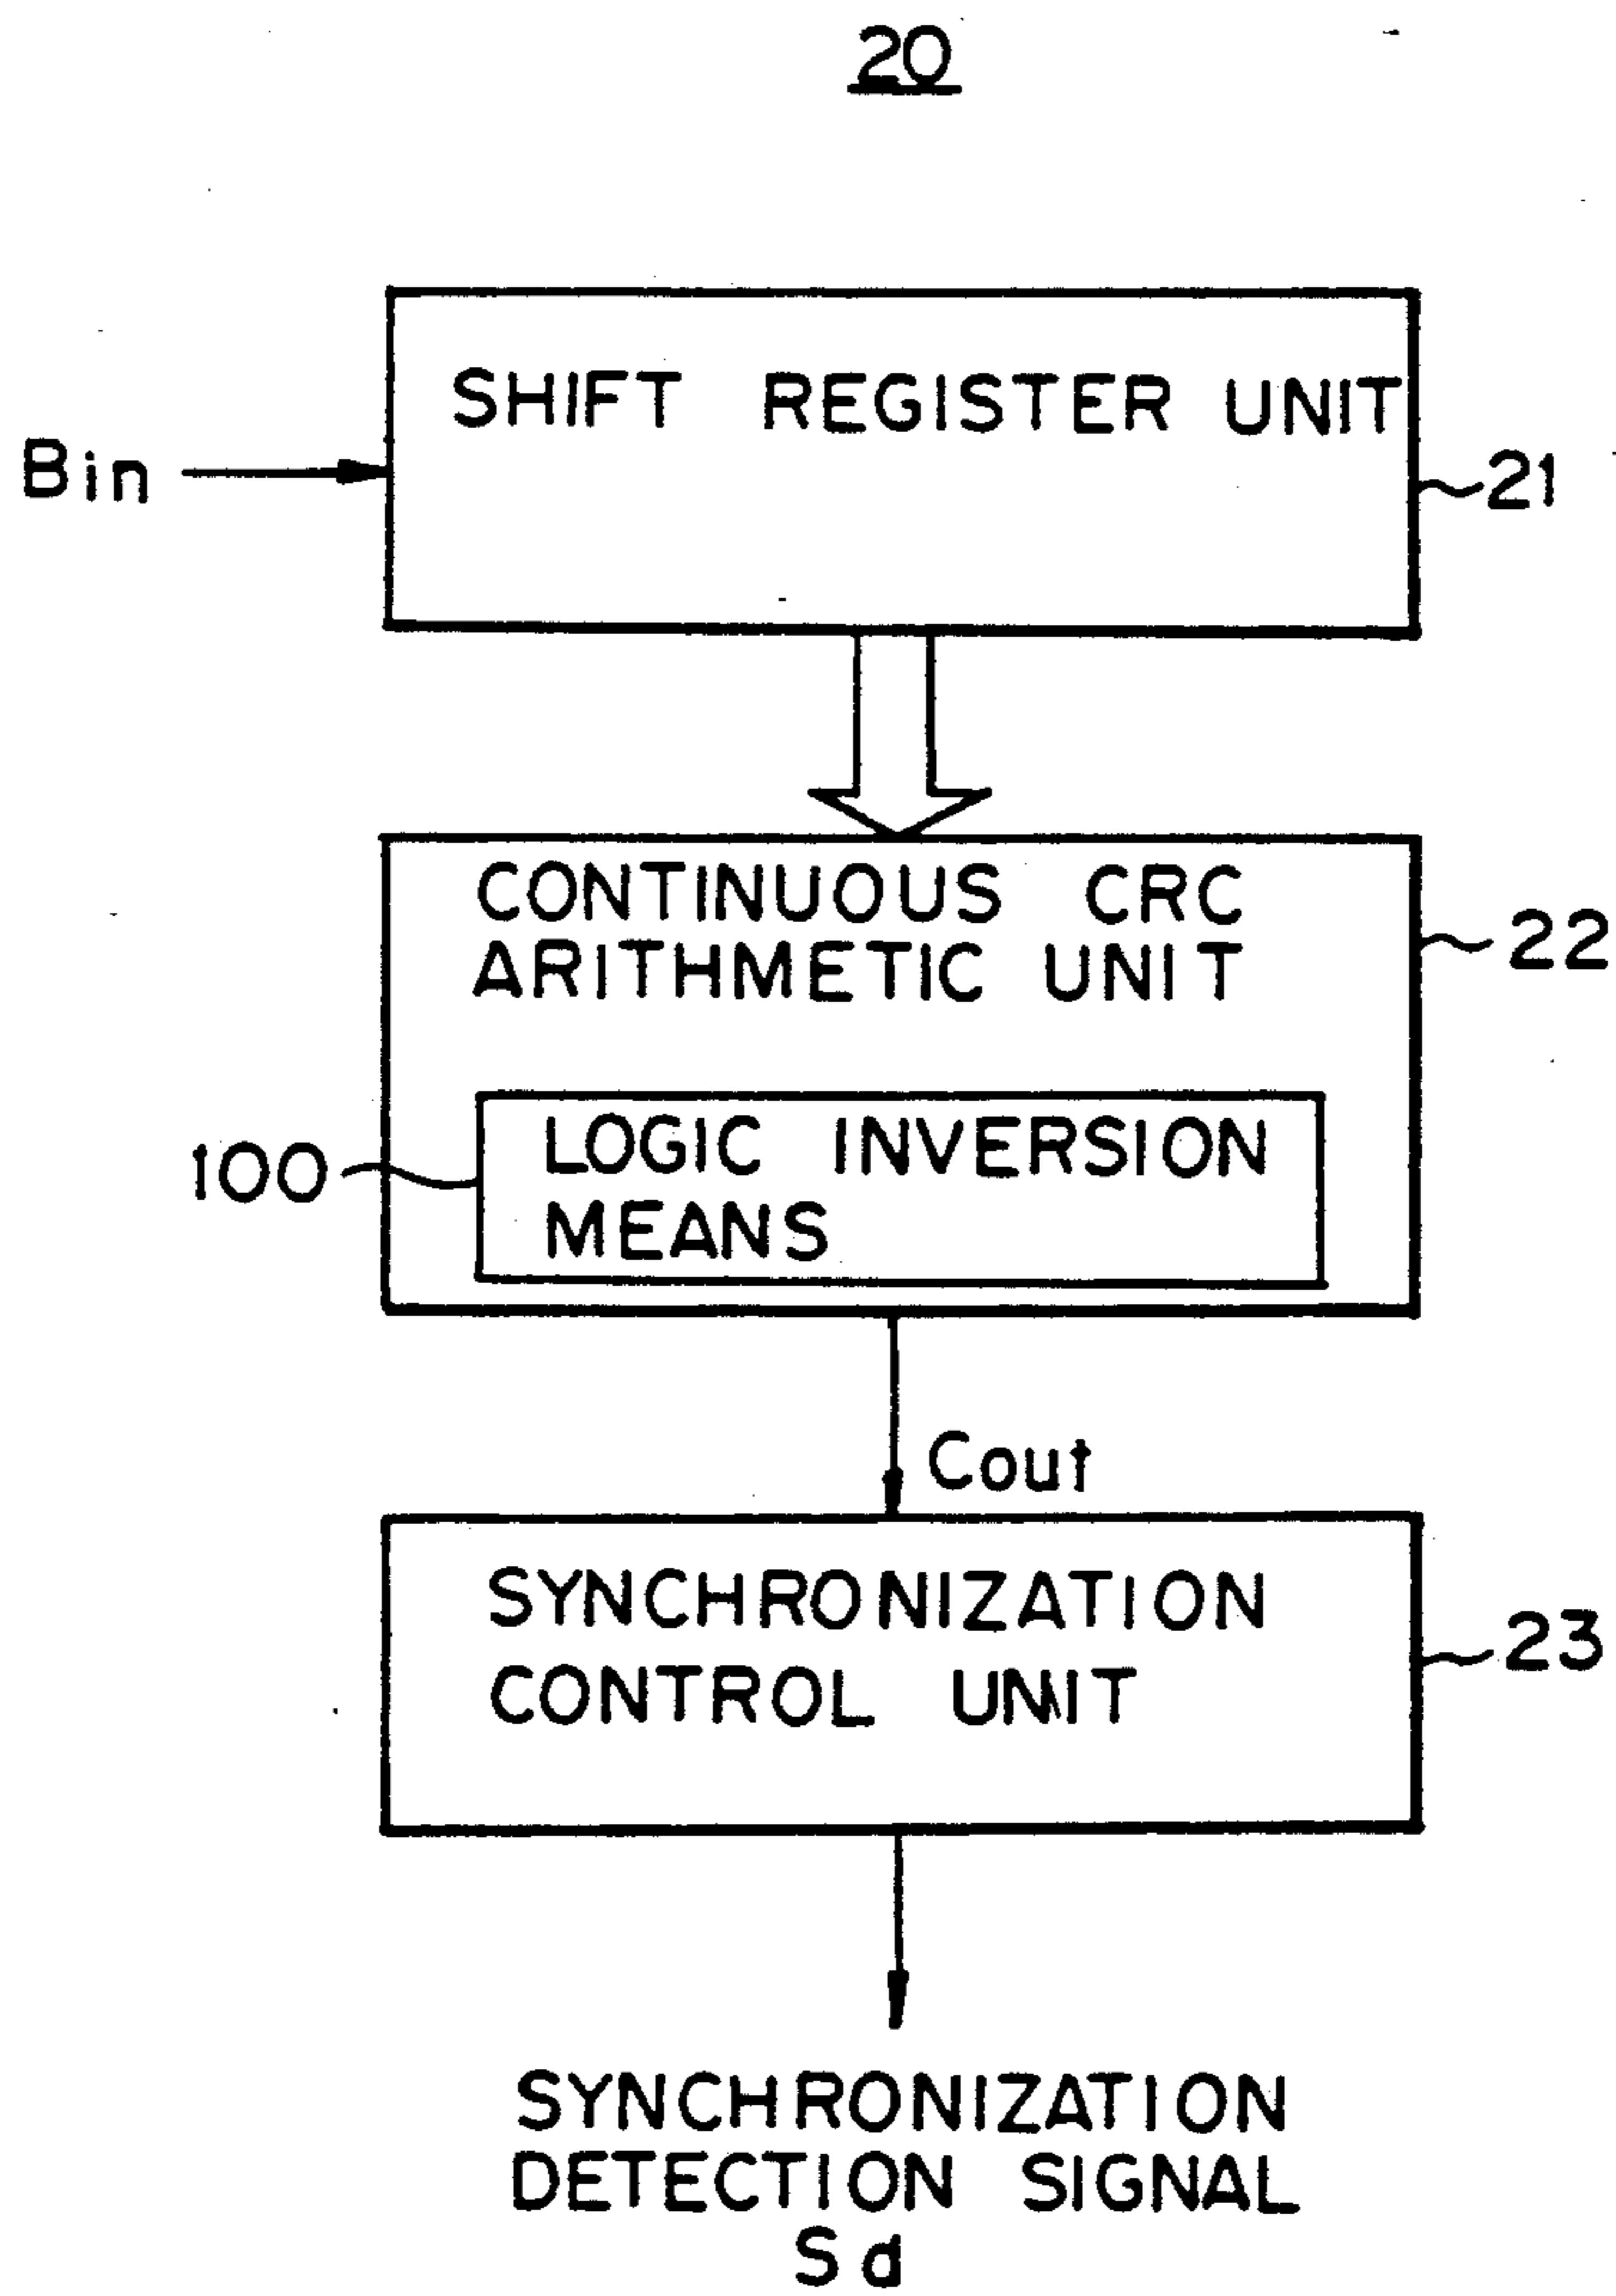 20
SHIFT REGISTER UNIT
Bin
21
CONTINUOUS CRC
ARITHMETIC UNIT
22
LOGIC INVERSION
MEANS
100
Cout
SYNCHRONIZATION
CONTROL UNIT
23
SYNCHRONIZATION
DETECTION SIGNAL
Sd